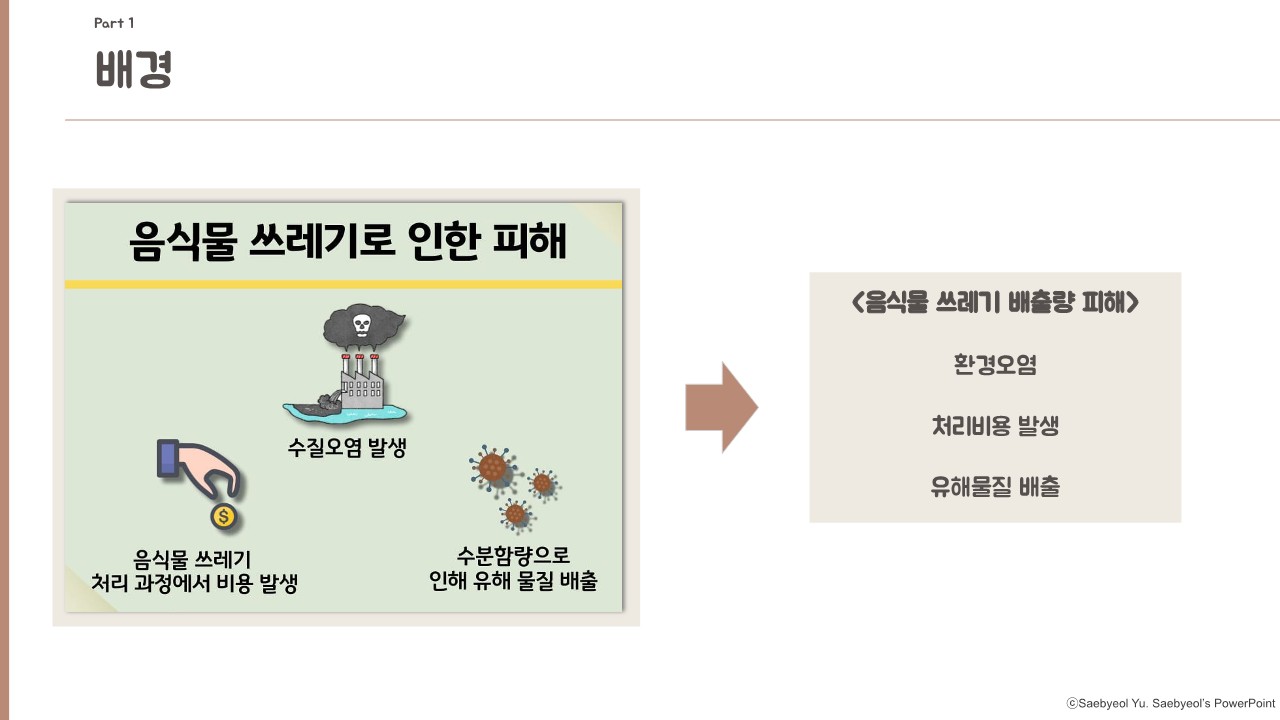 Part 1
배경
음식물 쓰레기로 인한 피해
수질오염 발생
$
음식물 쓰레기
처리 과정에서 비용 발생
수분함량으로
인해 유해 물질 배출
<음식물 쓰레기 배출량 피해>
환경오염
처리비용 발생
유해물질 배출
ⓒSaebyeol Yu. Saebyeol's PowerPoint